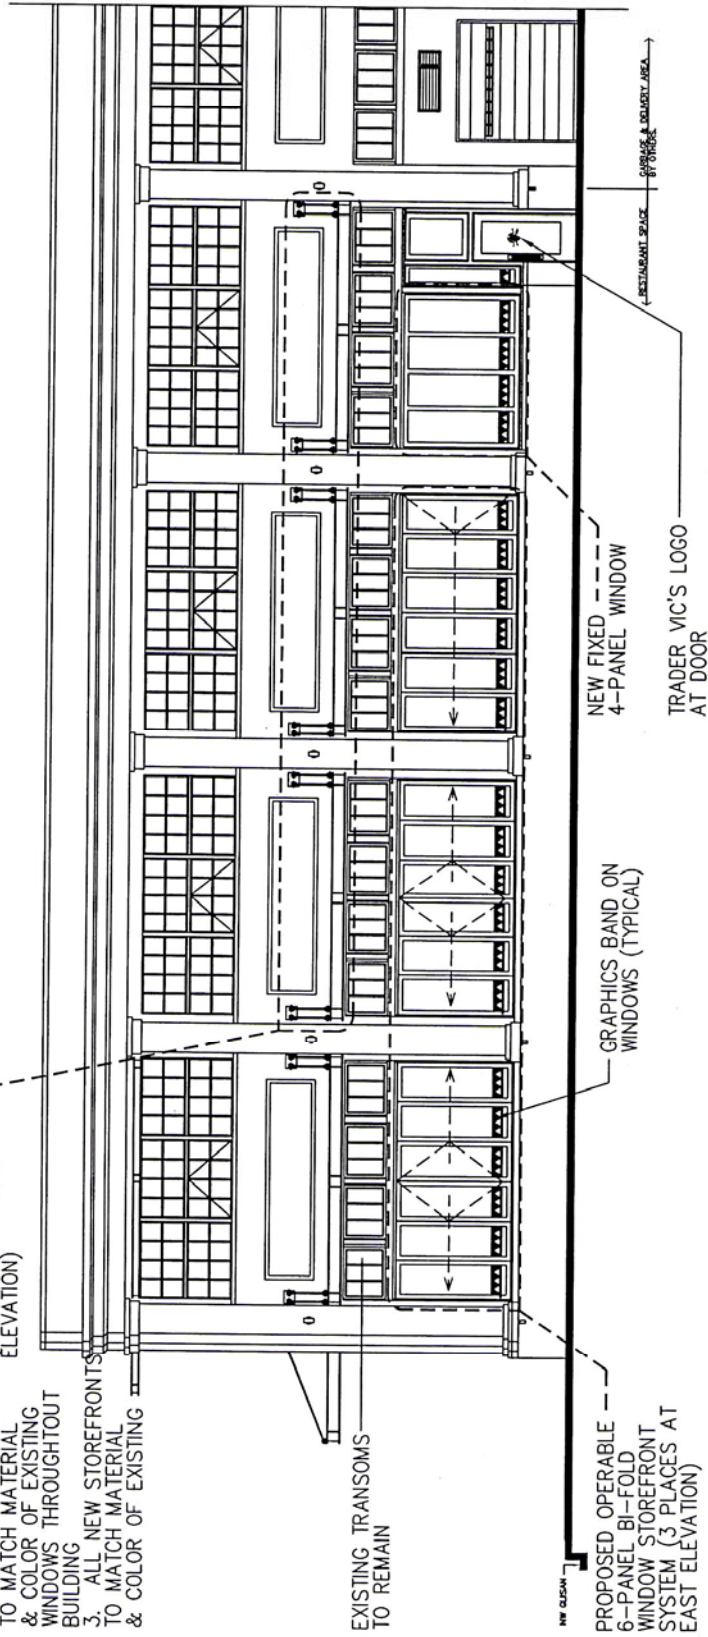 ELEVATION)
TO MATCH MATERIAL
& COLOR OF EXISTING
WINDOWS THROUGHTOUT
BUILDING
3. ALL NEW STOREFRONTS
TO MATCH MATERIAL
& COLOR OF EXISTING
EXISTING TRANSOMS
TO REMAIN
NW GLISAN
PROPOSED OPERABLE
6-PANEL BI-FOLD
WINDOW STOREFRONT
SYSTEM (3 PLACES AT
EAST ELEVATION)
GRAPHICS BAND ON
WINDOWS (TYPICAL)
NEW FIXED
4-PANEL WINDOW
TRADER VIC'S LOGO
AT DOOR
RESTAURANT SPACE
GARBAGE & DELIVERY AREA
BY OTHERS